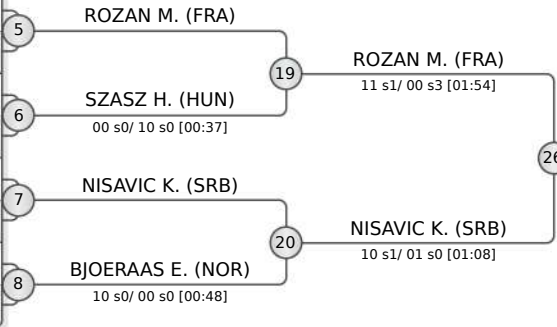 ROZAN M. (FRA)
5
19
ROZAN M. (FRA)
11 s1/ 00 s3 [01:54]
SZASZ H. (HUN)
6
00 s0/ 10 s0 [00:37]
26
NISAVIC K. (SRB)
7
20
NISAVIC K. (SRB)
10 s1/ 01 s0 [01:08]
BJOERAAS E. (NOR)
8
10 s0/ 00 s0 [00:48]